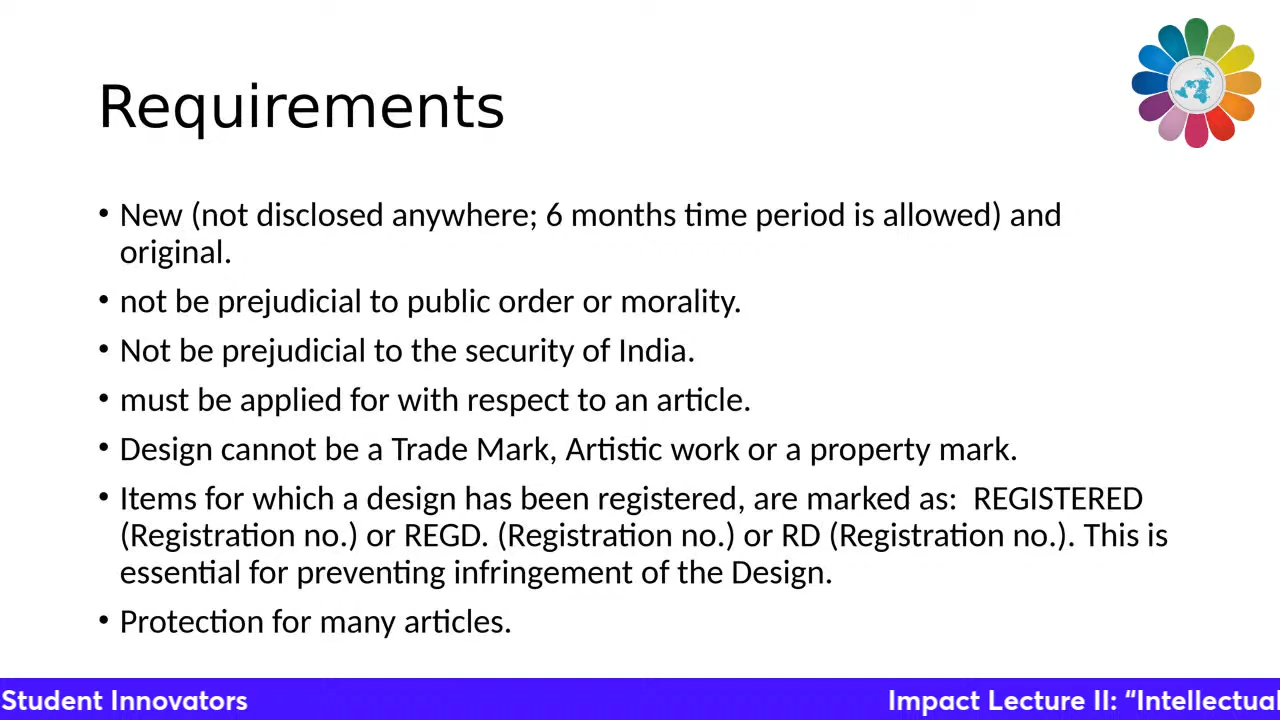 Requirements
• New (not disclosed anywhere; 6 months time period is allowed) and
original.
• not be prejudicial to public order or morality.
• Not be prejudicial to the security of India.
• must be applied for with respect to an article.
• Design cannot be a Trade Mark, Artistic work or a property mark.
• Items for which a design has been registered, are marked as:  REGISTERED
(Registration no.) or REGD. (Registration no.) or RD (Registration no.). This is
essential for preventing infringement of the Design.
• Protection for many articles.
Student Innovators
Impact Lecture II: “Intellectual